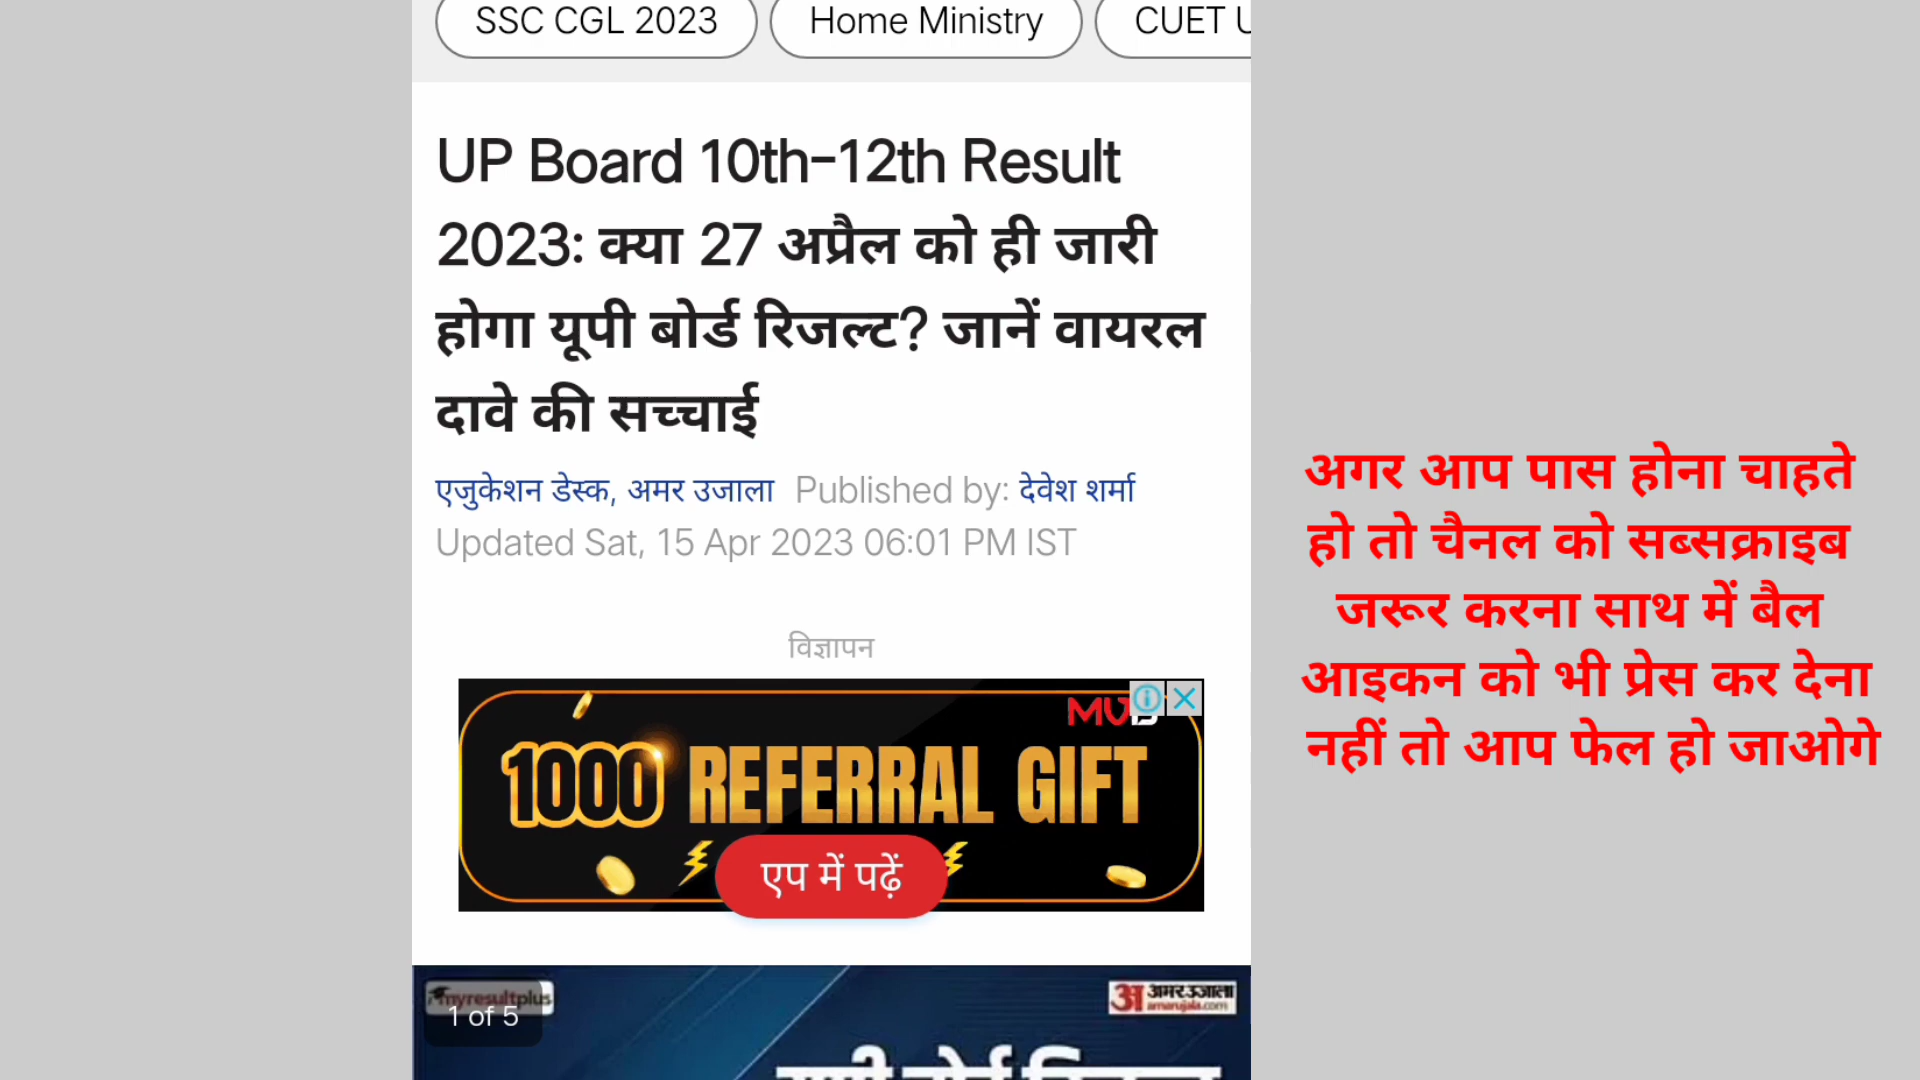 SSC CGL 2023
Home Ministry
CUET U
UP Board 10th-12th Result
2023: क्या 27 अप्रैल को ही जारी
होगा यूपी बोर्ड रिजल्ट? जानें वायरल
दावे की सच्चाई
एजुकेशन डेस्क, अमर उजाला Published by: देवेश शर्मा
Updated Sat, 15 Apr 2023 06:01 PM IST
विज्ञापन
1000 REFERRAL GIFT
एप में पढ़ें
myresultplus
1 of 5
अमर उजाला
amarujala.com
अगर आप पास होना चाहते
हो तो चैनल को सब्सक्राइब
जरूर करना साथ में बैल
आइकन को भी प्रेस कर देना
नहीं तो आप फेल हो जाओगे